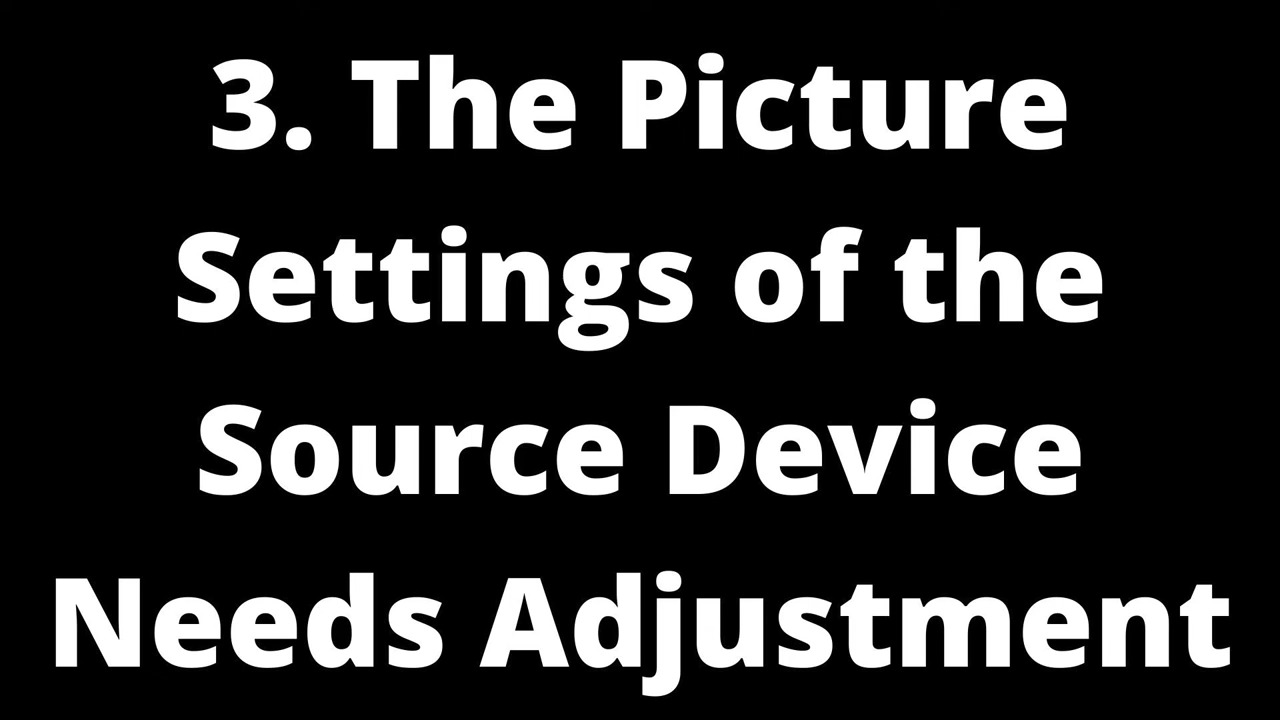 3. The Picture
Settings of the
Source Device
Needs Adjustment